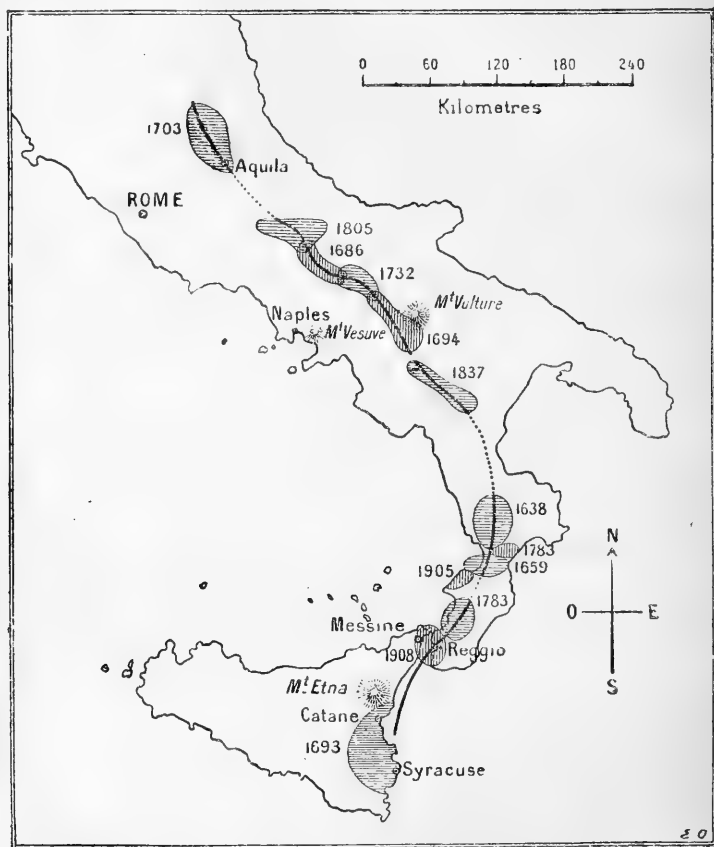 0 60 120 180 240
Kilomètres
1703
Aquila
ROME
1805
1686
1732
Mt Vulture
Naples
Mt Vesuve
1694
1837
1638
N
1783
1659
1905
1783
O E
Messine
Reggio
1908
S
Mt Etna
Catane
1693
Syracuse